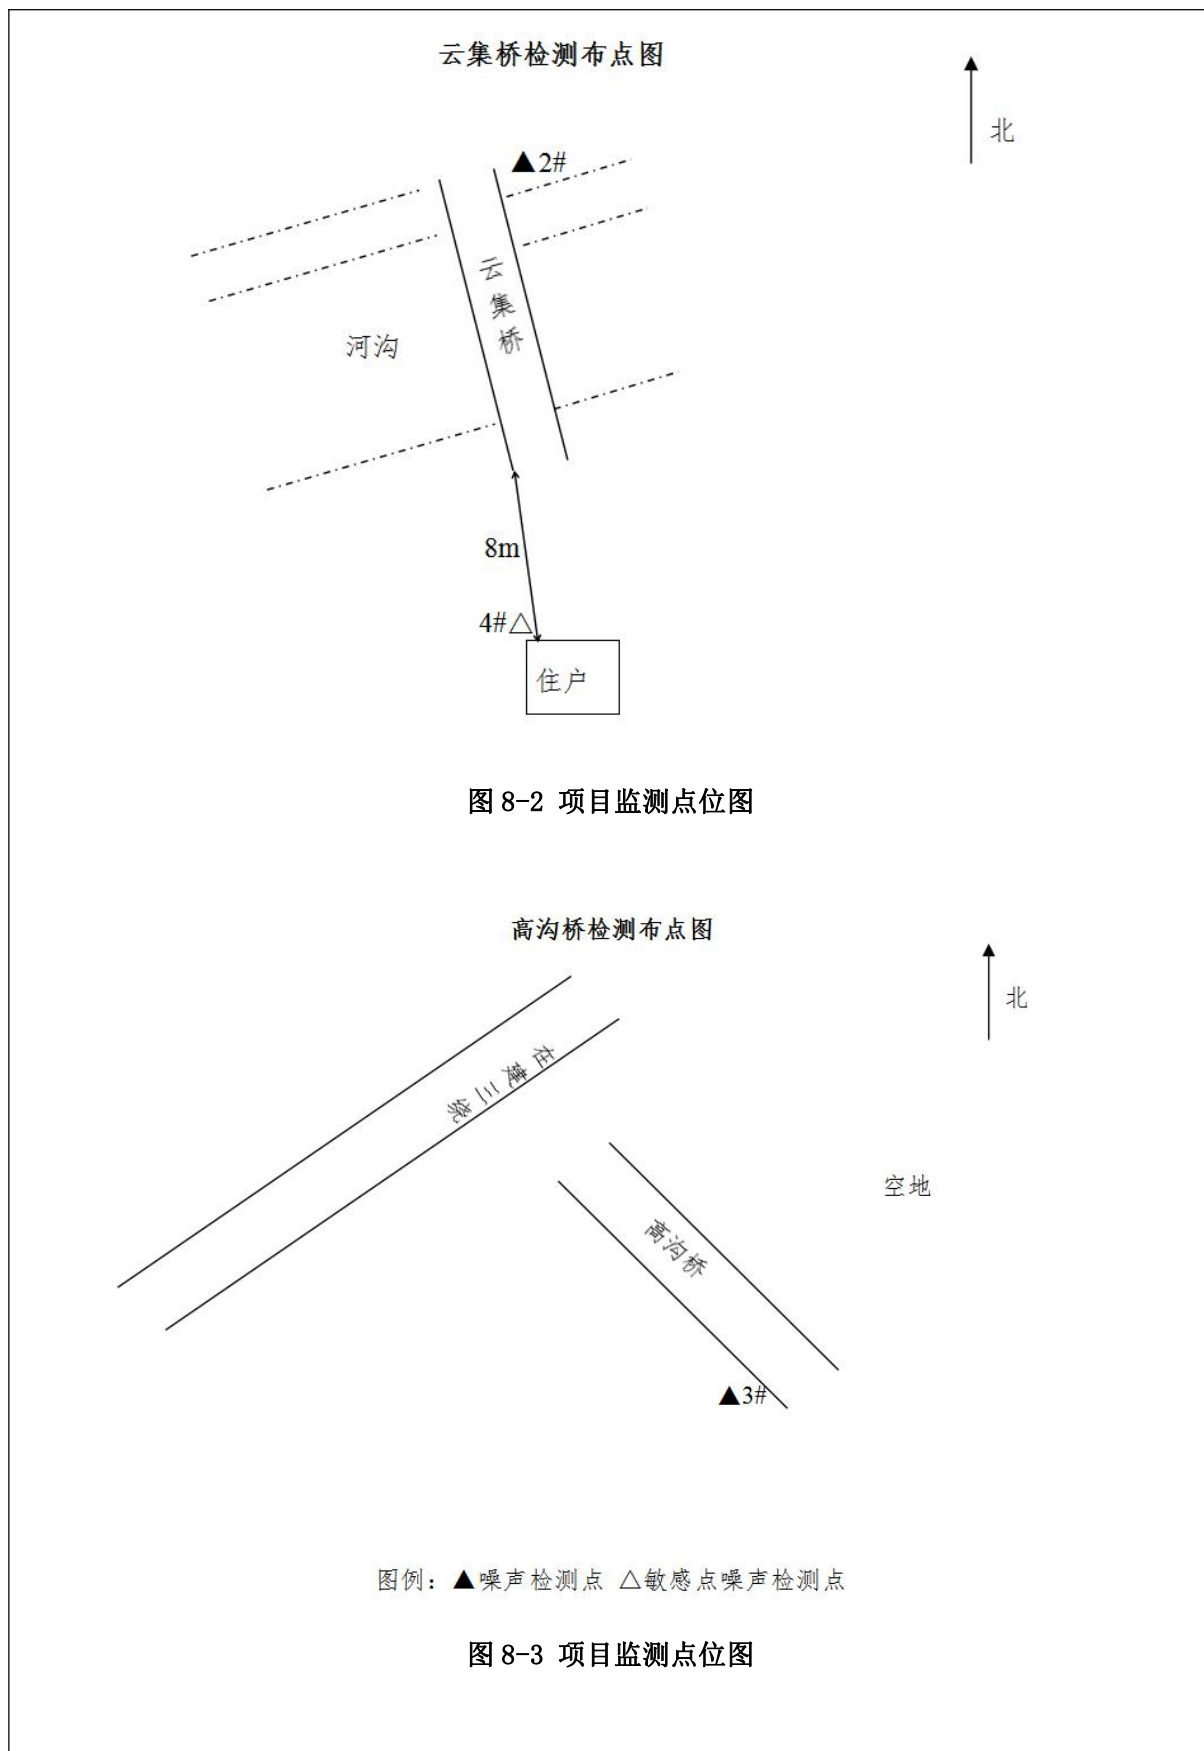 云集桥检测布点图
北
▲2#
云集桥
河沟
8m
4#△
住户
图 8-2 项目监测点位图
高沟桥检测布点图
北
在建三绕
空地
高沟桥
▲3#
图例：▲噪声检测点 △敏感点噪声检测点
图 8-3 项目监测点位图